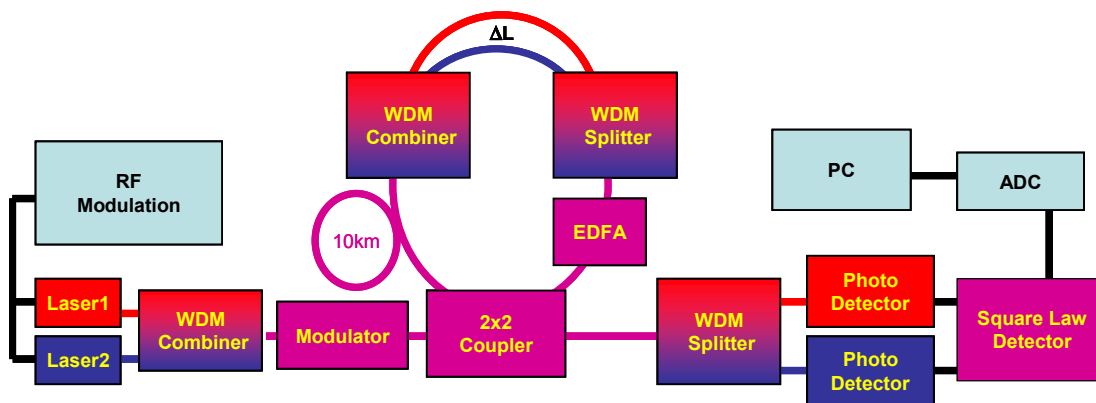 ΔL
WDM
Combiner
WDM
Splitter
RF
Modulation
PC
ADC
10km
EDFA
Laser1
Laser2
WDM
Combiner
Modulator
2x2
Coupler
WDM
Splitter
Photo
Detector
Photo
Detector
Square Law
Detector